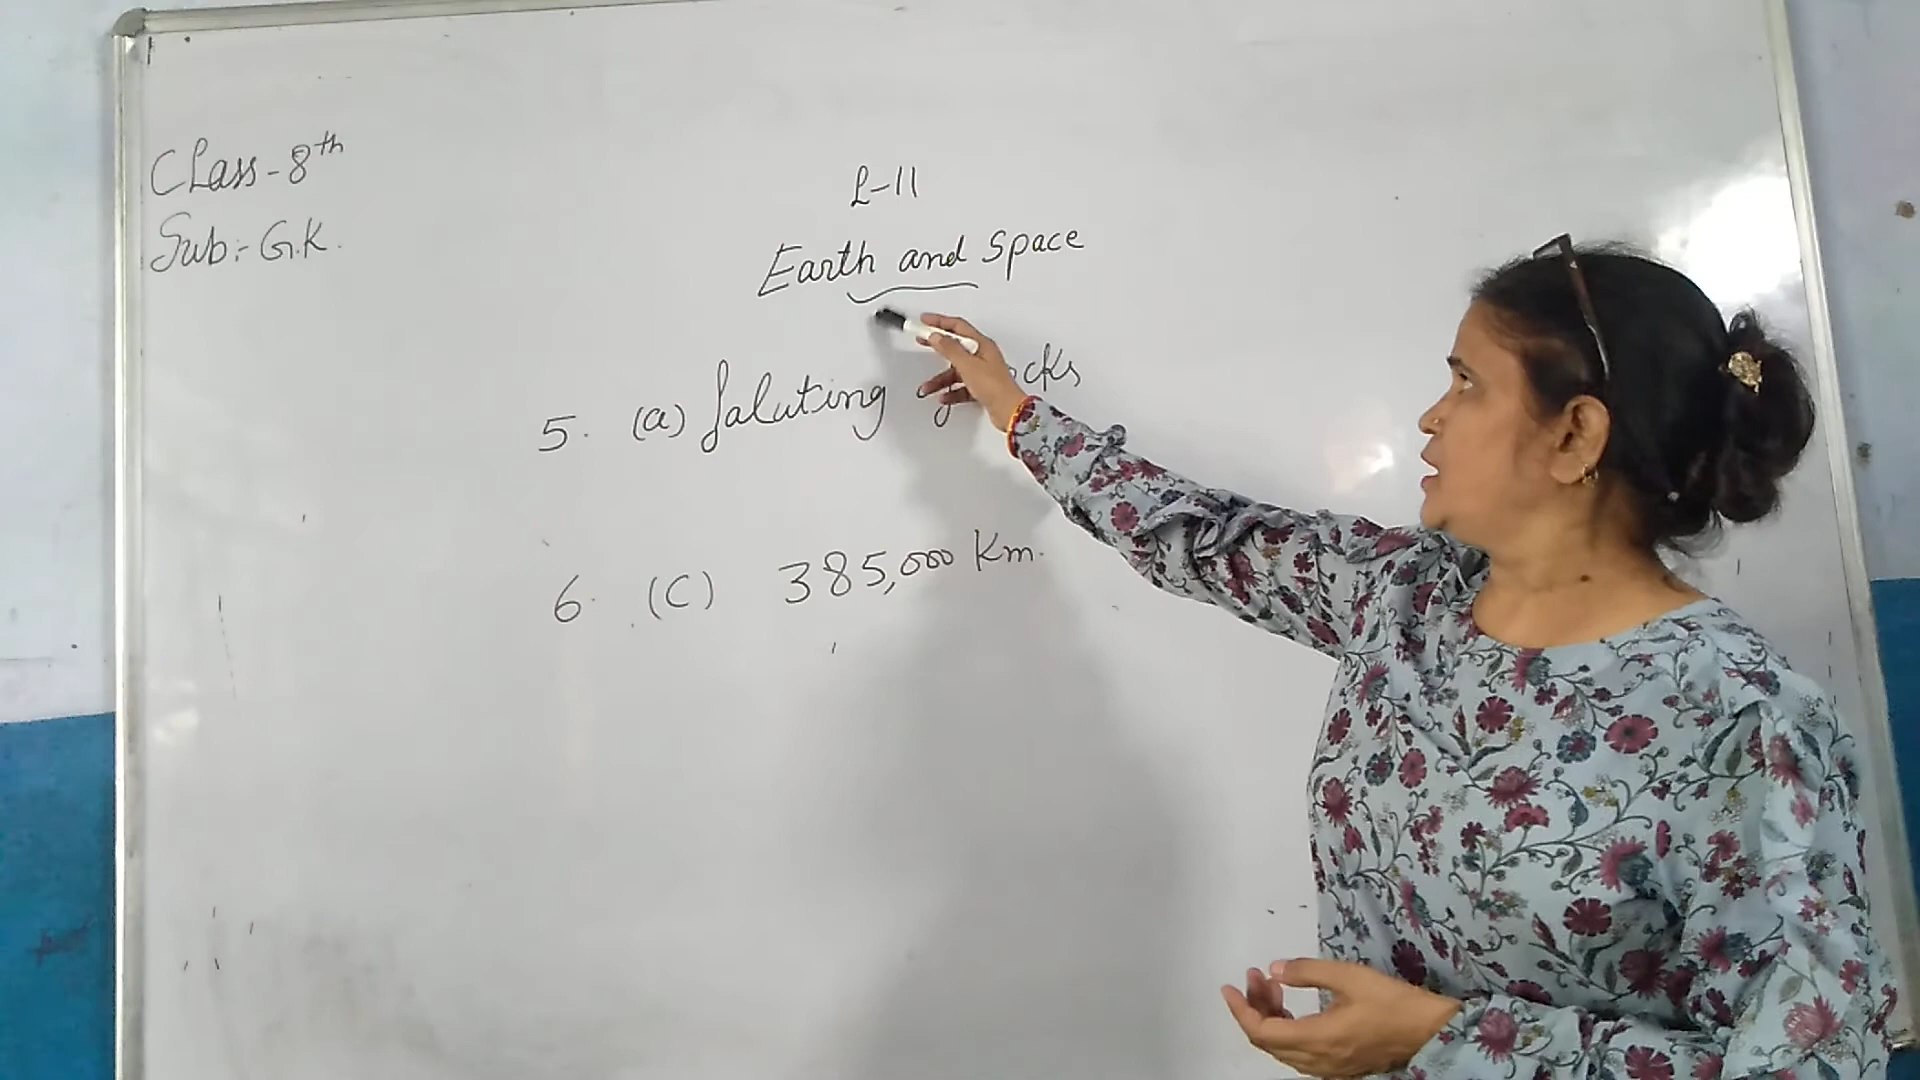 CLass-8th
Sub:- G.K.
L-11
Earth and Space
5. (a) Saluting
6. (C) 385,000 Km.